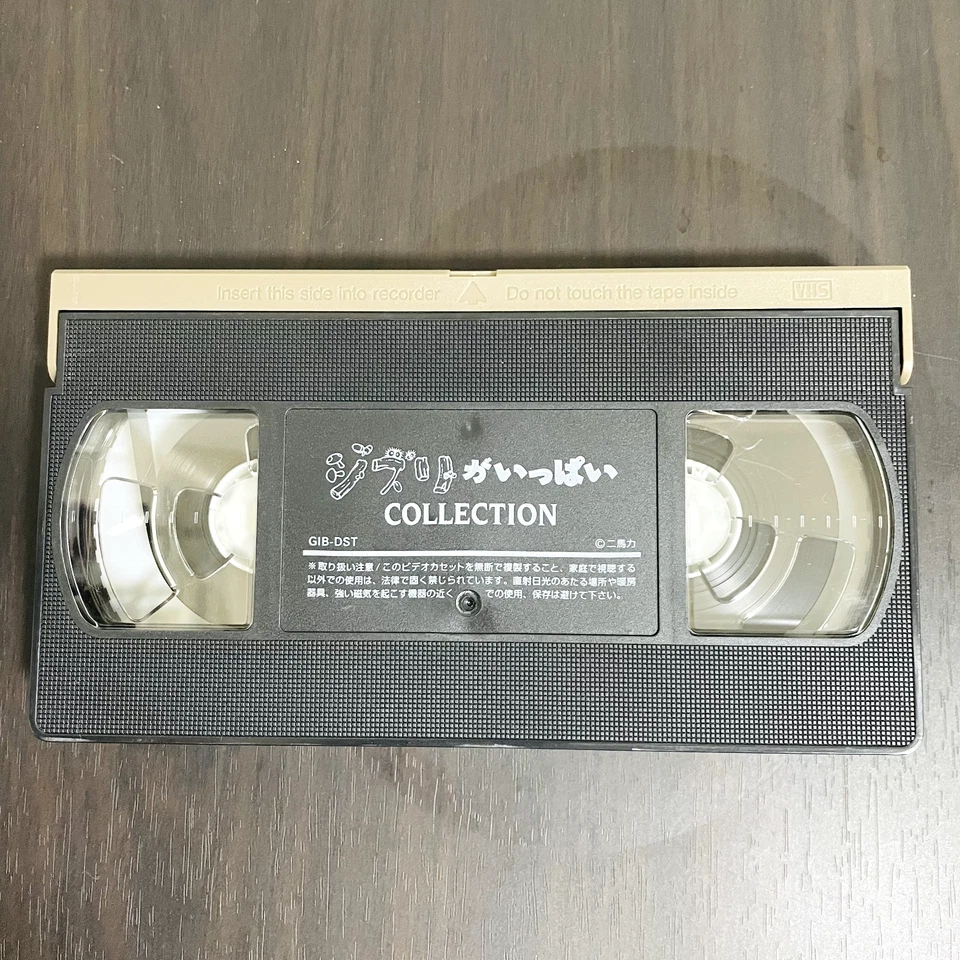 Insert this side into recorder Do not touch the tape inside VHS
ジブリがいっぱい
COLLECTION
GIB-DST ©二馬力
※取り扱い注意/このビデオカセットを無断で複製すること、家庭で視聴する
以外での使用は、法律で固く禁じられています。直射日光のあたる場所や暖房
器具、強い磁気を起こす機器の近く での使用、保存は避けて下さい。